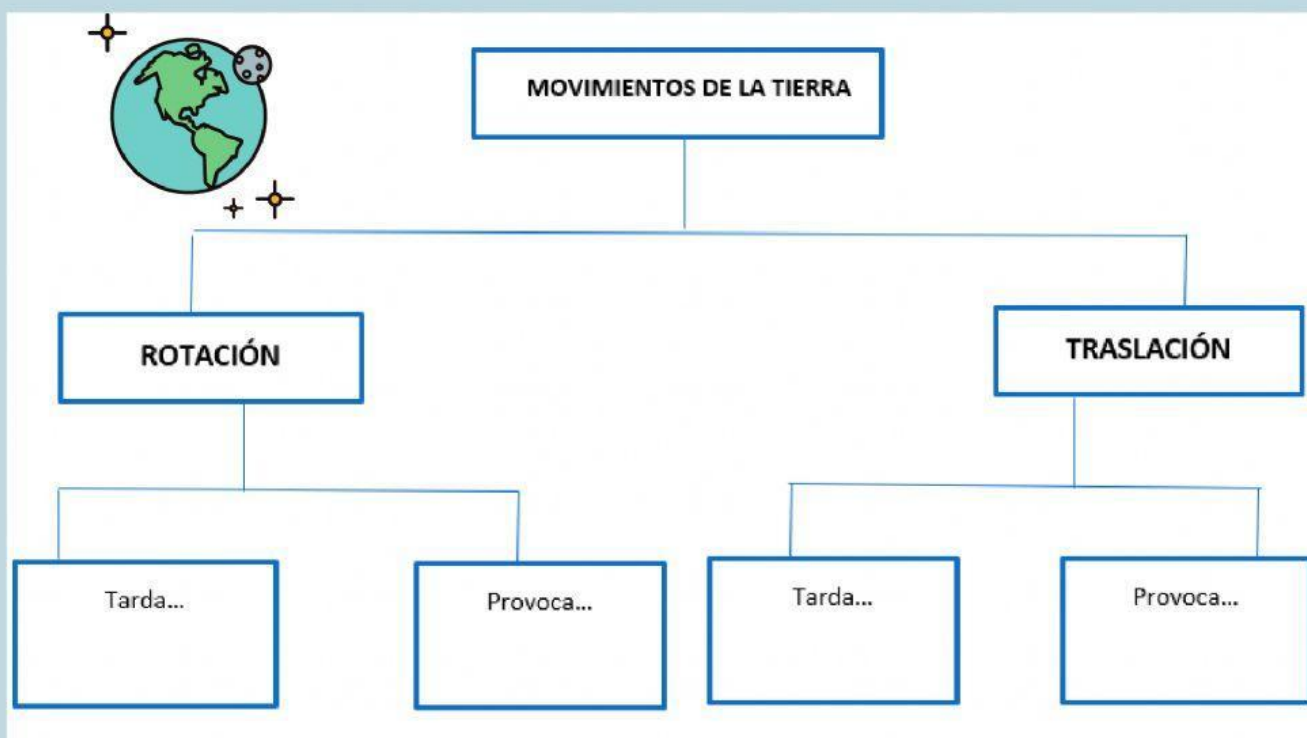 MOVIMIENTOS DE LA TIERRA
ROTACIÓN
TRASLACIÓN
Tarda...
Provoca...
Tarda...
Provoca...